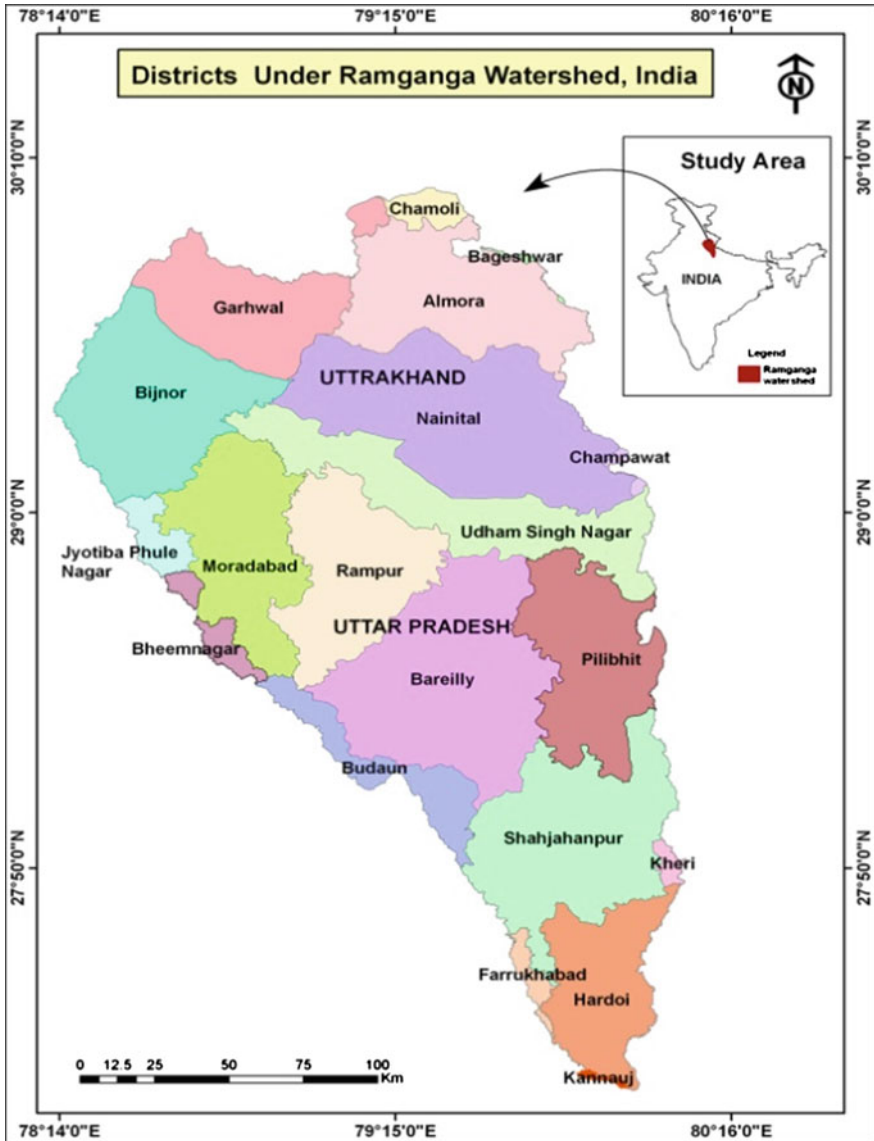 78°14'0"E 79°15'0"E 80°16'0"E
Districts Under Ramganga Watershed, India
N
30°10'0"N
30°10'0"N
Study Area
INDIA
Legend
Ramganga
watershed
Chamoli
Bageshwar
Garhwal
Almora
UTTRAKHAND
Bijnor
Nainital
Champawat
29°0'0"N
29°0'0"N
Udham Singh Nagar
Jyotiba Phule
Nagar
Moradabad
Rampur
UTTAR PRADESH
Bheemnagar
Pilibhit
Bareilly
Budaun
Shahjahanpur
27°50'0"N
27°50'0"N
Kheri
Farrukhabad
Hardoi
Kannauj
0 12.5 25 50 75 100
Km
78°14'0"E 79°15'0"E 80°16'0"E